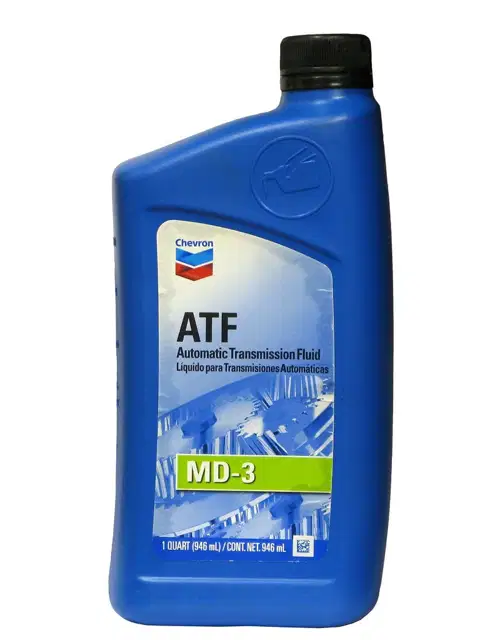 Chevron
ATF
Automatic Transmission Fluid
Líquido para Transmisiones Automáticas
MD-3
1 QUART (946 mL) / CONT. NET. 946 mL